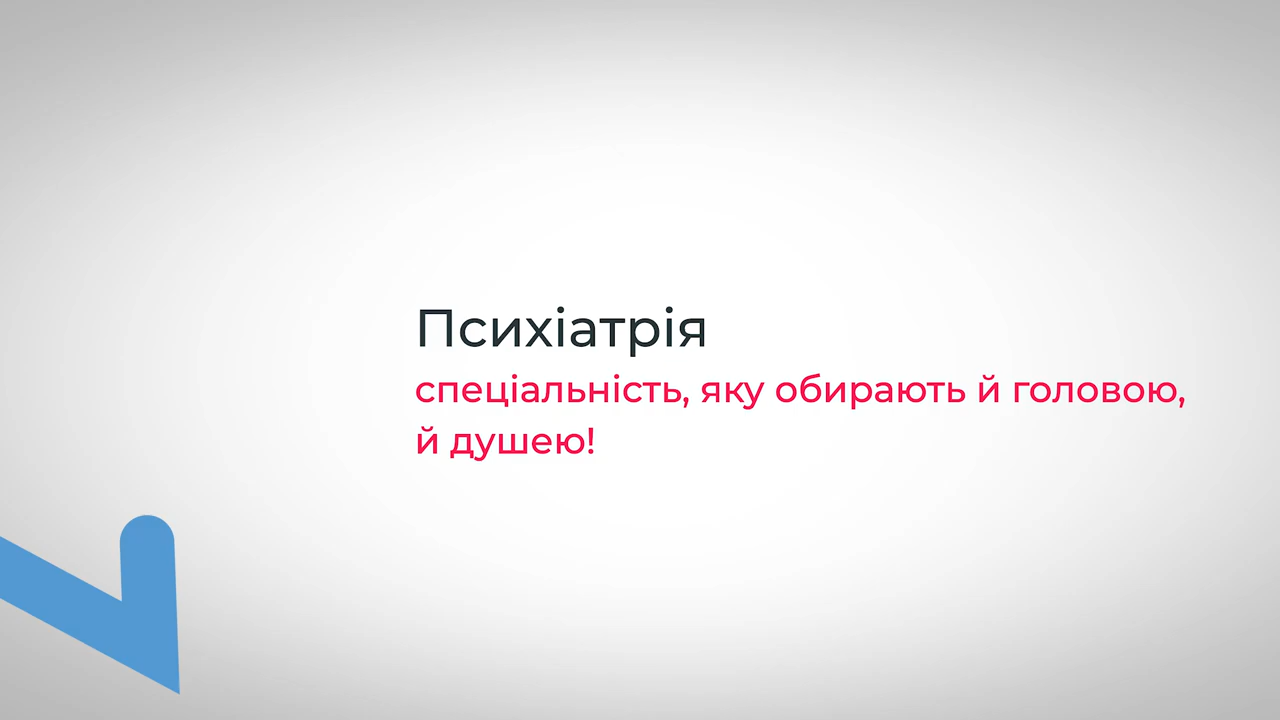 Психіатрія
спеціальність, яку обирають й головою,
й душею!